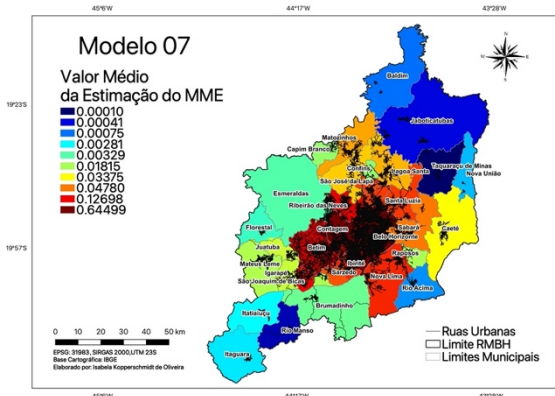 45°6'W 44°17'W 43°28'W
Modelo 07
Valor Médio
da Estimação do MME
0.00010
0.00041
0.00075
0.00281
0.00329
0.01815
0.03375
0.04780
0.12698
0.64499
19°23'S
19°57'S
Baldim
Jaboticatubas
Matozinhos
Capim Branco
Taquaraçu de Minas
Nova União
Confins
Lagoa Santa
São José da Lapa
Esmeraldas
Ribeirão das Neves
Santa Luzia
Florestal
Contagem
Sabará
Caeté
Belo Horizonte
Juatuba
Betim
Raposos
Mateus Leme
Ibirité
Igarapé
Sarzedo
Nova Lima
São Joaquim de Bicas
Rio Acima
Itatiaiuçu
Brumadinho
Rio Manso
Itaguara
0 10 20 30 40 50 km
EPSG: 31983, SIRGAS 2000,UTM 23S
Base Cartográfica: IBGE
Elaborado por: Isabela Kopperschmidt de Oliveira
Ruas Urbanas
Limite RMBH
Limites Municipais
45°6'W 44°17'W 43°28'W